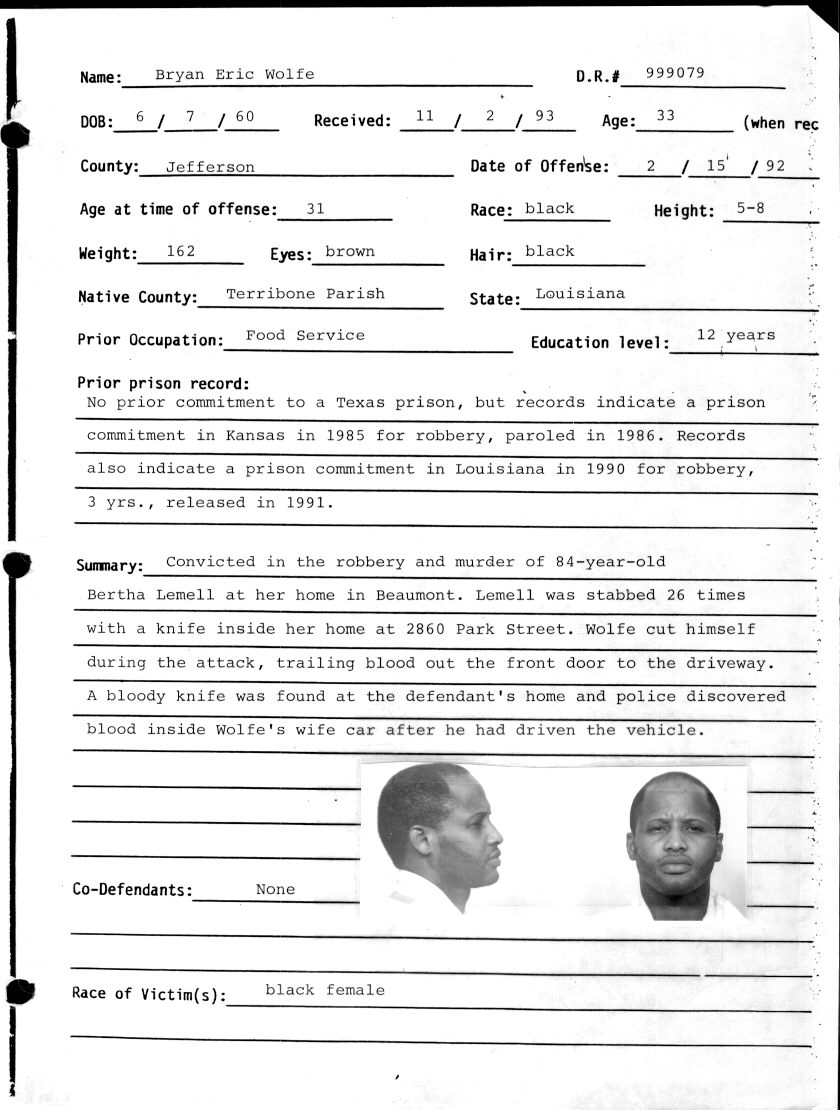 Name: Bryan Eric Wolfe D.R.# 999079
DOB: 6 / 7 / 60 Received: 11 / 2 / 93 Age: 33 (when rec
County: Jefferson Date of Offense: 2 / 15 / 92
Age at time of offense: 31 Race: black Height: 5-8
Weight: 162 Eyes: brown Hair: black
Native County: Terribone Parish State: Louisiana
Prior Occupation: Food Service Education level: 12 years
Prior prison record:
No prior commitment to a Texas prison, but records indicate a prison
commitment in Kansas in 1985 for robbery, paroled in 1986. Records
also indicate a prison commitment in Louisiana in 1990 for robbery,
3 yrs., released in 1991.
Summary: Convicted in the robbery and murder of 84-year-old
Bertha Lemell at her home in Beaumont. Lemell was stabbed 26 times
with a knife inside her home at 2860 Park Street. Wolfe cut himself
during the attack, trailing blood out the front door to the driveway.
A bloody knife was found at the defendant's home and police discovered
blood inside Wolfe's wife car after he had driven the vehicle.
Co-Defendants: None
Race of Victim(s): black female